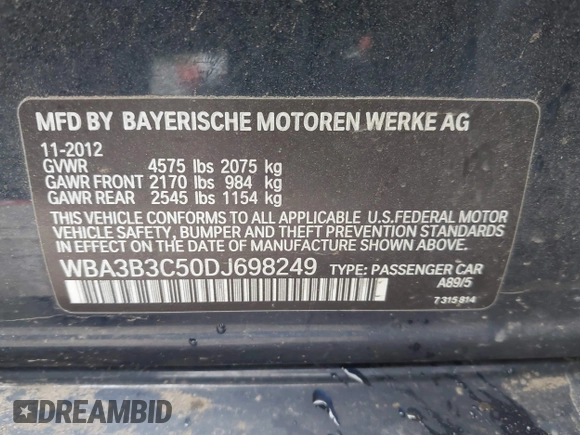 MFD BY BAYERISCHE MOTOREN WERKE AG
11-2012
GVWR 4575 lbs 2075 kg
GAWR FRONT 2170 lbs 984 kg
GAWR REAR 2545 lbs 1154 kg
THIS VEHICLE CONFORMS TO ALL APPLICABLE U.S.FEDERAL MOTOR
VEHICLE SAFETY, BUMPER AND THEFT PREVENTION STANDARDS
IN EFFECT ON THE DATE OF MANUFACTURE SHOWN ABOVE.
WBA3B3C50DJ698249 TYPE: PASSENGER CAR
A89/5
7 315 814
DREAMBID